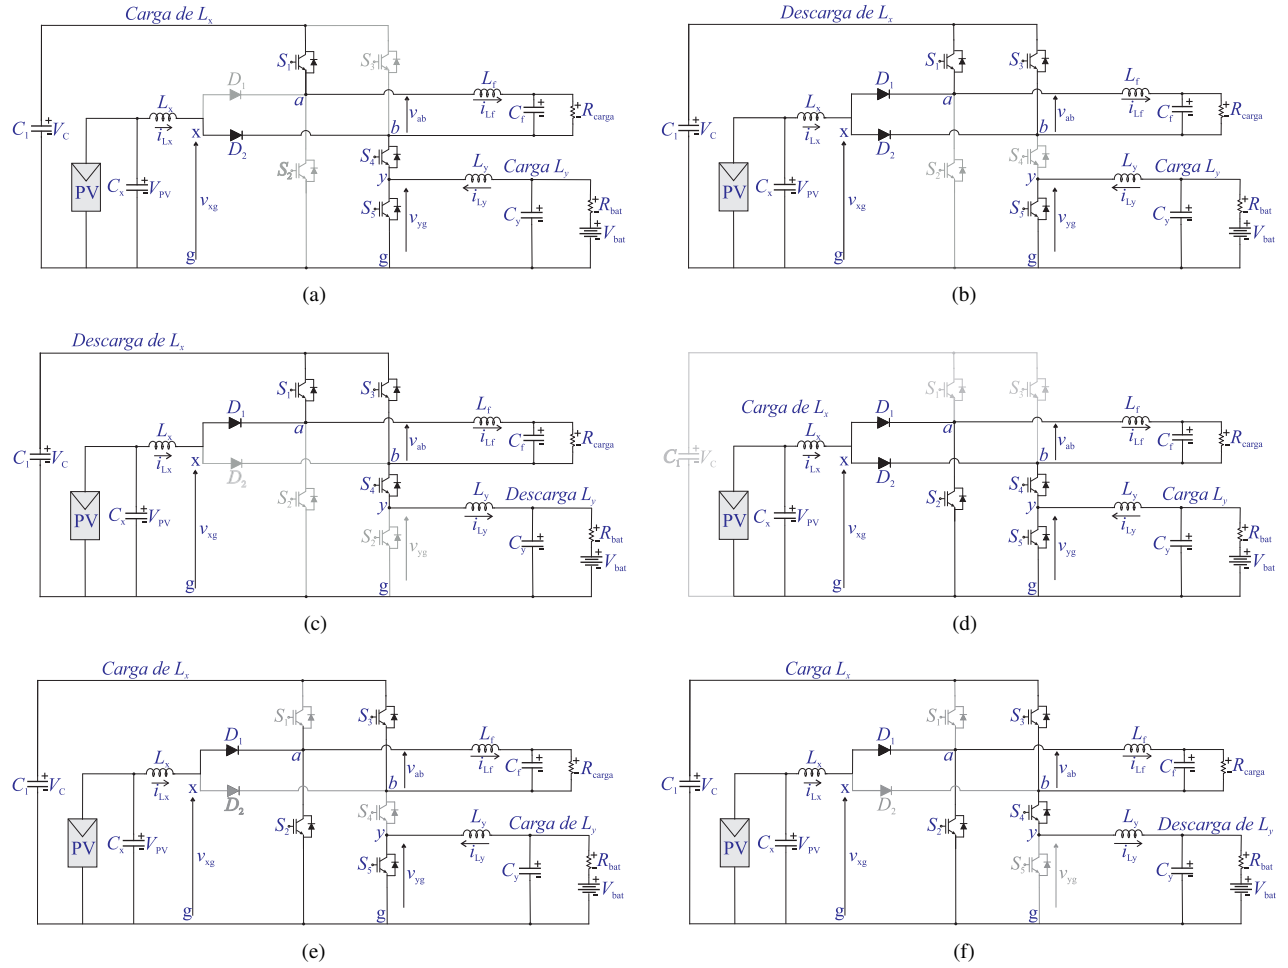 Carga de Lx
S1
S3
D1
a
Lf
iLf
Cf
Rcarga
vab
C1
VC
Lx
iLx
x
D2
b
PV
Cx
VPV
vxg
S2
S4
y
Ly
iLy
Carga Ly
S5
vyg
Cy
Rbat
Vbat
g
g
(a)
Descarga de Lx
S1
S3
D1
a
Lf
iLf
Cf
Rcarga
vab
C1
VC
Lx
iLx
x
D2
b
PV
Cx
VPV
vxg
S2
S4
y
Ly
iLy
Carga Ly
S5
vyg
Cy
Rbat
Vbat
g
g
(b)
Descarga de Lx
S1
S3
D1
a
Lf
iLf
Cf
Rcarga
vab
C1
VC
Lx
iLx
x
D2
b
PV
Cx
VPV
vxg
S2
S4
y
Ly
iLy
Descarga Ly
S2
vyg
Cy
Rbat
Vbat
g
g
(c)
Carga de Lx
S1
S3
D1
a
Lf
iLf
Cf
Rcarga
vab
C1
VC
Lx
iLx
x
D2
b
PV
Cx
VPV
vxg
S2
S4
y
Ly
iLy
Carga Ly
S5
vyg
Cy
Rbat
Vbat
g
g
(d)
Carga de Lx
S1
S3
D1
a
Lf
iLf
Cf
Rcarga
vab
C1
VC
Lx
iLx
x
D2
b
PV
Cx
VPV
vxg
S2
S4
y
Ly
iLy
Carga de Ly
S5
vyg
Cy
Rbat
Vbat
g
g
(e)
Carga Lx
S1
S3
D1
a
Lf
iLf
Cf
Rcarga
vab
C1
VC
Lx
iLx
x
D2
b
PV
Cx
VPV
vxg
S2
S4
y
Ly
iLy
Descarga de Ly
S5
vyg
Cy
Rbat
Vbat
g
g
(f)